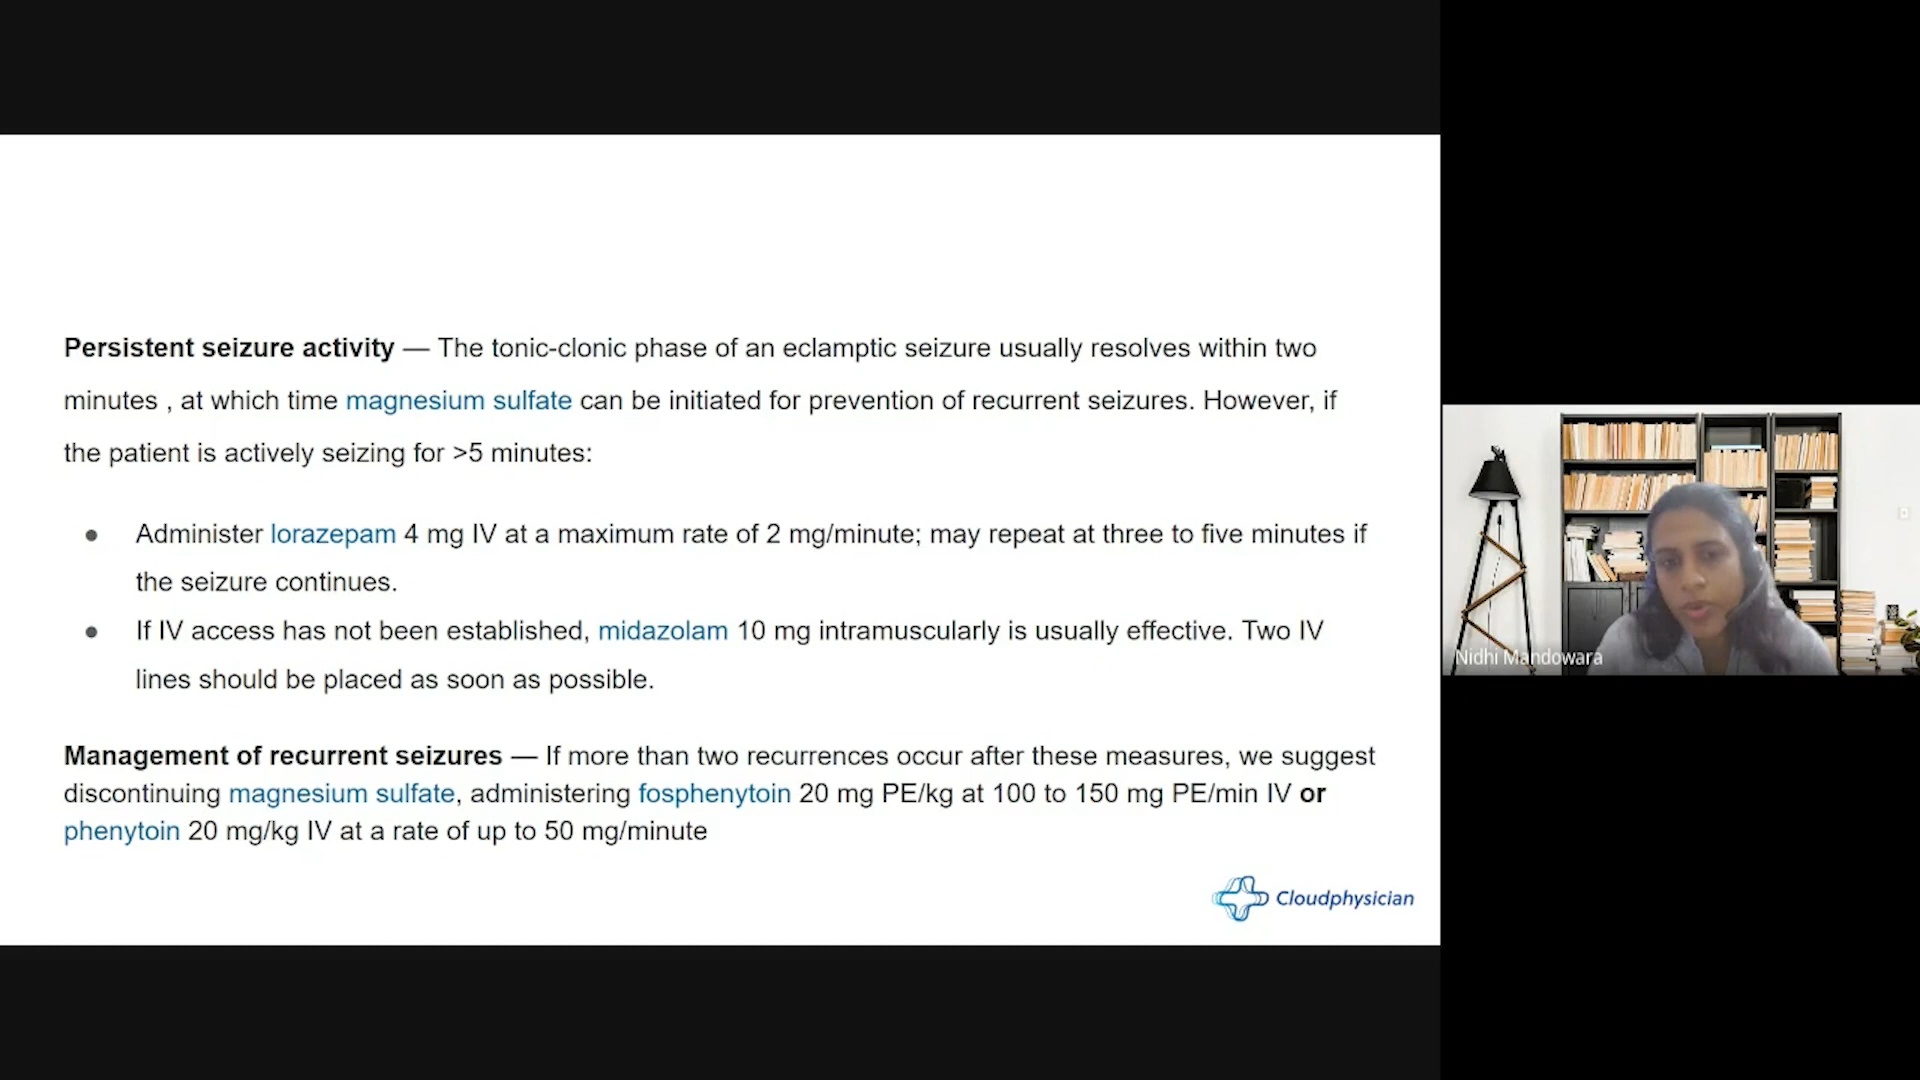 Persistent seizure activity — The tonic-clonic phase of an eclamptic seizure usually resolves within two
minutes , at which time magnesium sulfate can be initiated for prevention of recurrent seizures. However, if
the patient is actively seizing for >5 minutes:
● Administer lorazepam 4 mg IV at a maximum rate of 2 mg/minute; may repeat at three to five minutes if
the seizure continues.
● If IV access has not been established, midazolam 10 mg intramuscularly is usually effective. Two IV
lines should be placed as soon as possible.
Management of recurrent seizures — If more than two recurrences occur after these measures, we suggest
discontinuing magnesium sulfate, administering fosphenytoin 20 mg PE/kg at 100 to 150 mg PE/min IV or
phenytoin 20 mg/kg IV at a rate of up to 50 mg/minute
Cloudphysician
Nidhi Mandowara